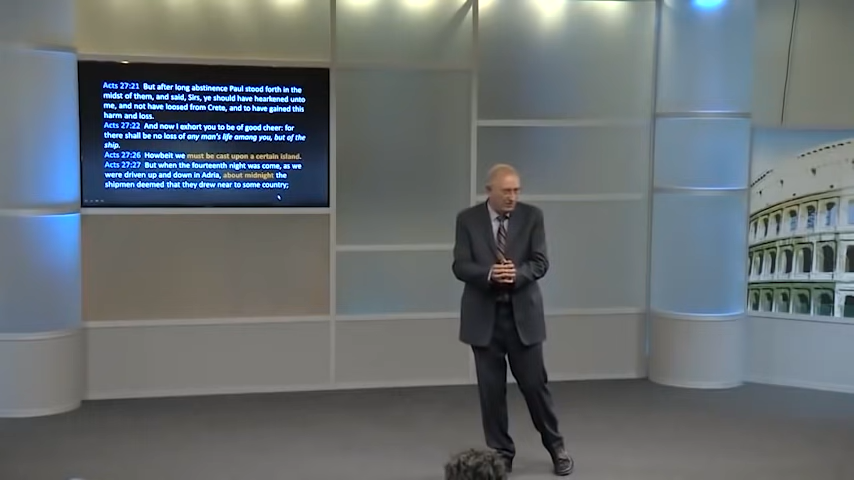 Acts 27:21 But after long abstinence Paul stood forth in the
midst of them, and said, Sirs, ye should have hearkened unto
me, and not have loosed from Crete, and to have gained this
harm and loss.
Acts 27:22 And now I exhort you to be of good cheer: for
there shall be no loss of any man's life among you, but of the
ship.
Acts 27:26 Howbeit we must be cast upon a certain island.
Acts 27:27 But when the fourteenth night was come, as we
were driven up and down in Adria, about midnight the
shipmen deemed that they drew near to some country;